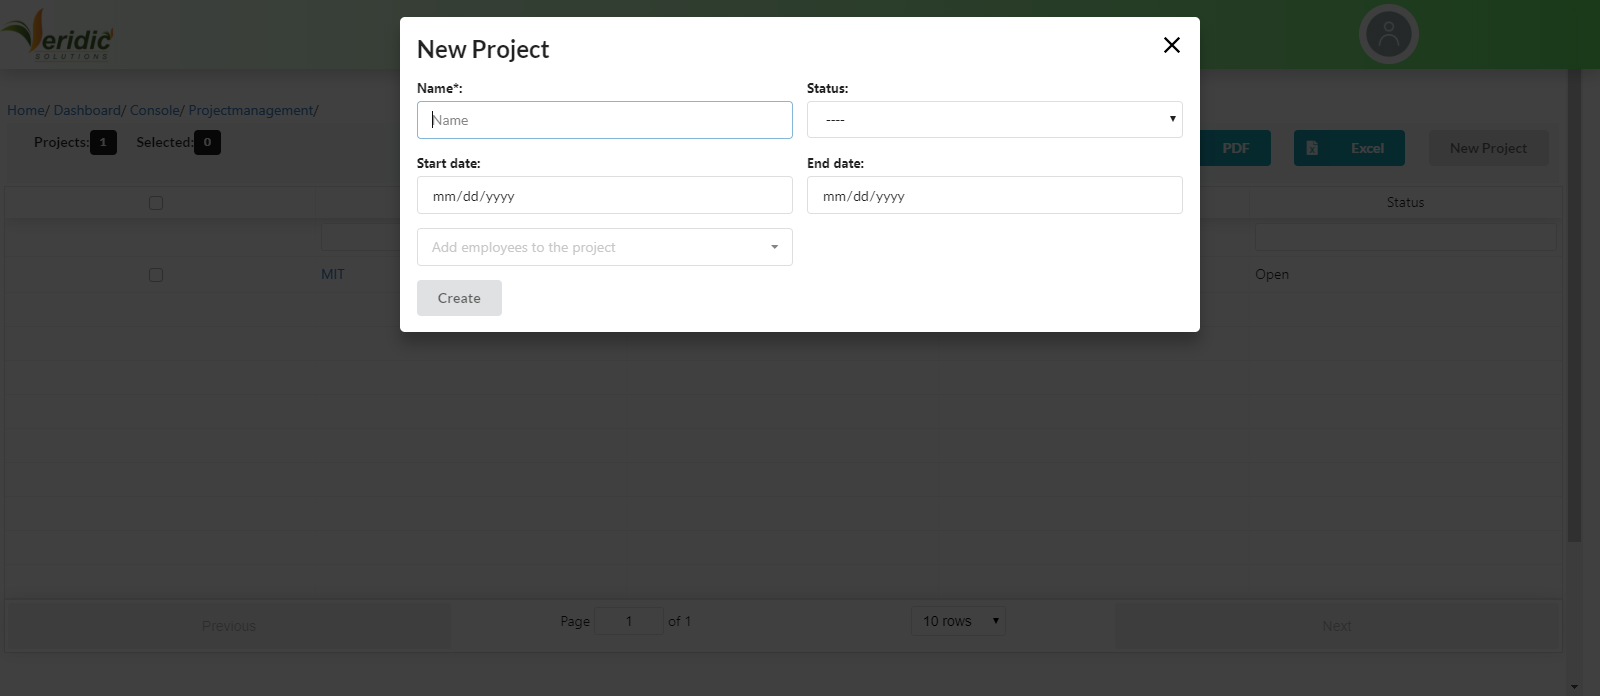 Veridic
SOLUTIONS
New Project
Name*:
Status:
Name
----
Start date:
End date:
mm/dd/yyyy
mm/dd/yyyy
Add employees to the project
Create
Home/ Dashboard/ Console/ Projectmanagement/
Projects: 1 Selected: 0
PDF Excel New Project
Status
MIT Open
Previous Page 1 of 1 10 rows Next